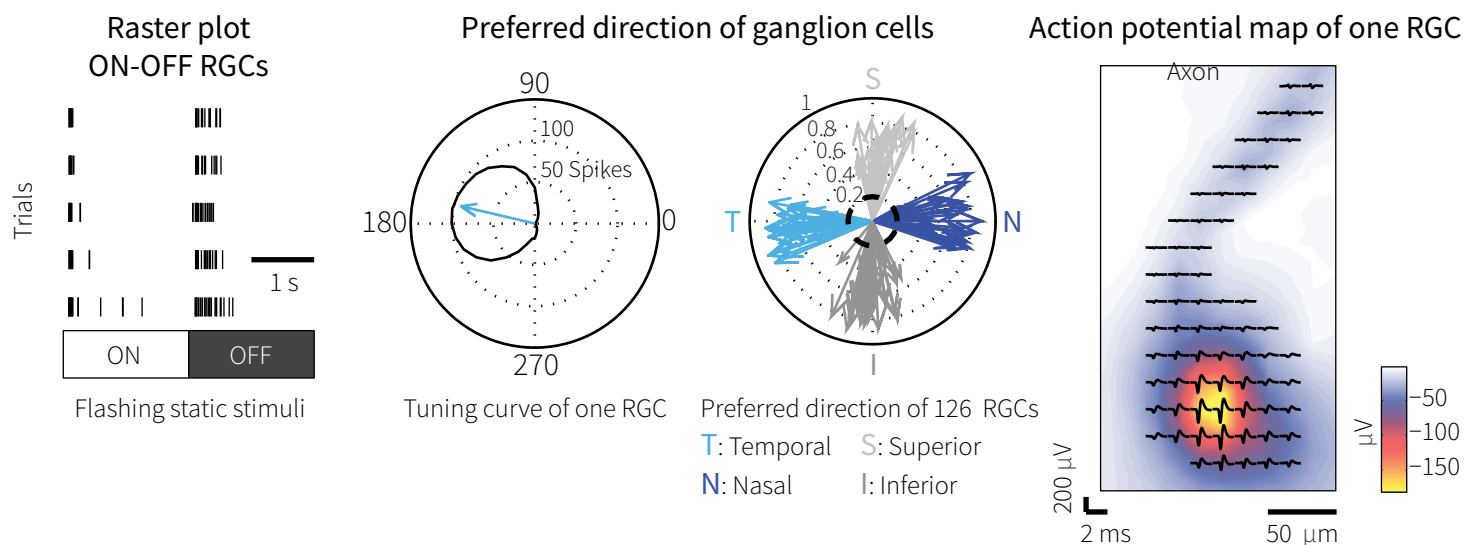 Raster plot
ON-OFF RGCs
Trials
1 s
ON
OFF
Flashing static stimuli
Preferred direction of ganglion cells
90
100
50 Spikes
180
0
270
Tuning curve of one RGC
S
1
0.8
0.6
0.4
0.2
T
N
I
Preferred direction of 126 RGCs
T: Temporal
S: Superior
N: Nasal
I: Inferior
Action potential map of one RGC
Axon
200 µV
2 ms
50 µm
µV
−50
−100
−150